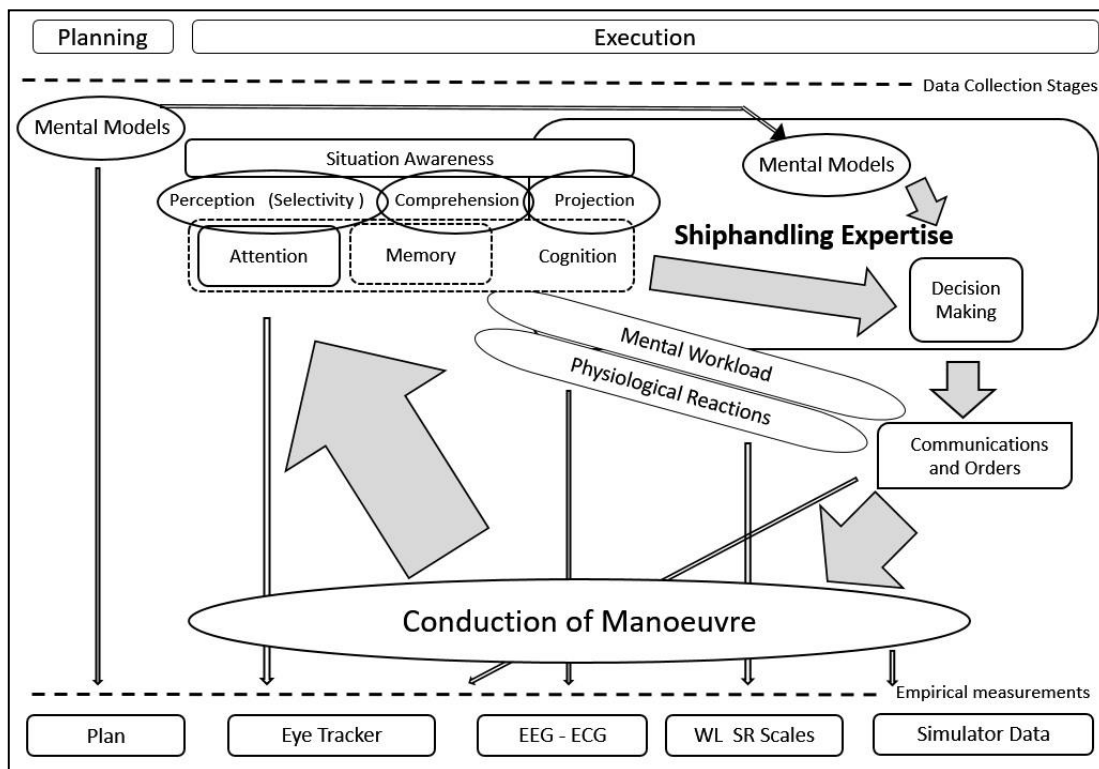 Planning
Execution
Data Collection Stages
Mental Models
Mental Models
Situation Awareness
Perception (Selectivity )
Comprehension
Projection
Attention
Memory
Cognition
Shiphandling Expertise
Decision
Making
Mental Workload
Physiological Reactions
Communications
and Orders
Conduction of Manoeuvre
Empirical measurements
Plan
Eye Tracker
EEG - ECG
WL SR Scales
Simulator Data